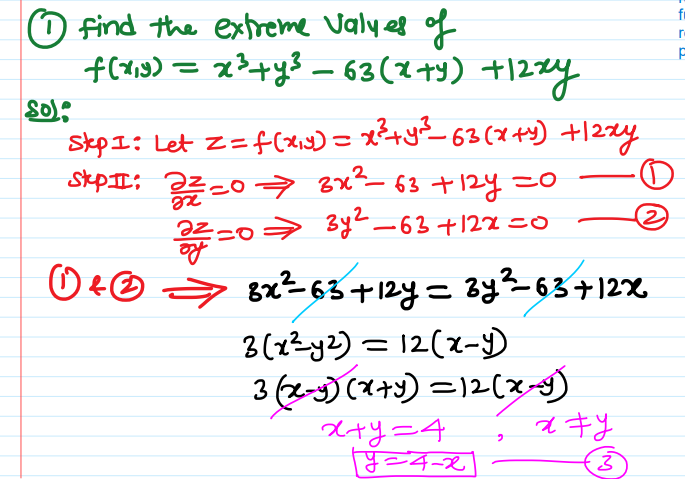 ① find the extreme values of
f(x,y) = x³+y³ – 63(x+y) +12xy
Sol:
Step I: Let z = f(x,y) = x³+y³–63(x+y) +12xy
Step II: ∂z/∂x = 0 ⇒ 3x² – 63 + 12y = 0 —— ①
∂z/∂y = 0 ⇒ 3y² – 63 + 12x = 0 —— ②
① & ② ⇒ 3x²–63+12y = 3y²–63+12x
3(x²–y²) = 12(x–y)
3(x–y)(x+y) = 12(x–y)
x+y=4 , x≠y
y=4–x —— ③